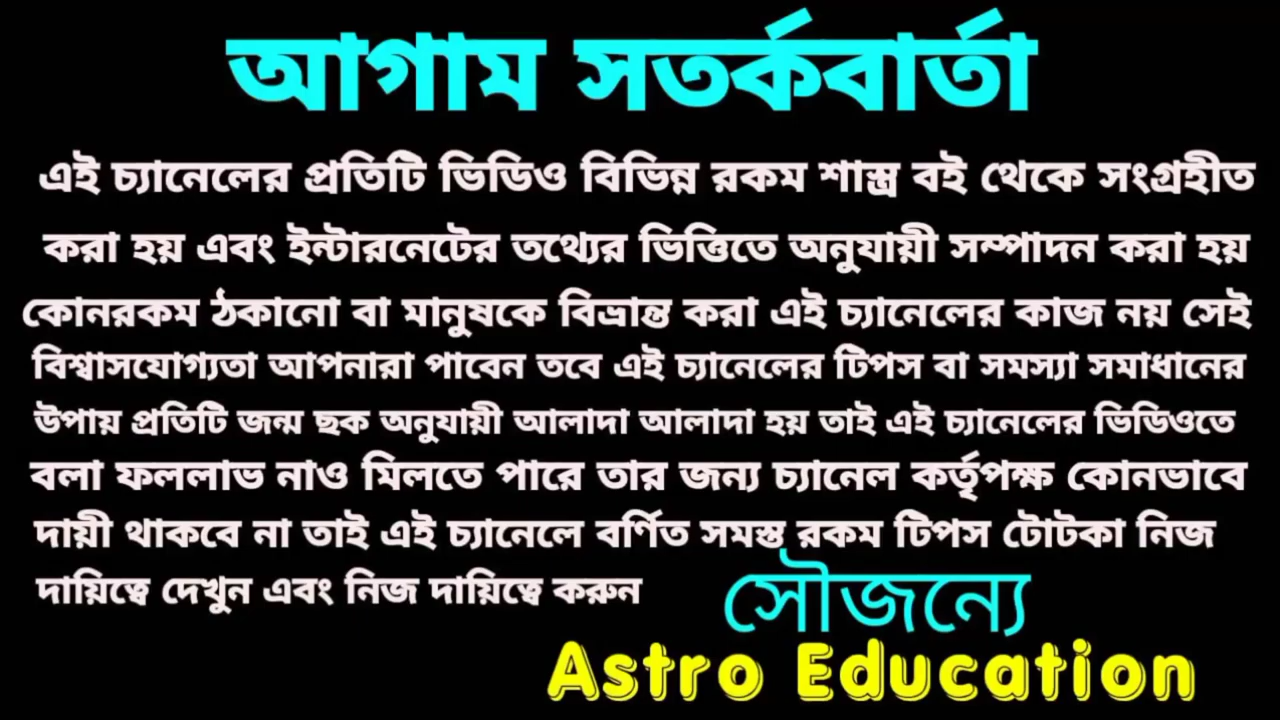 আগাম সতর্কবার্তা
এই চ্যানেলের প্রতিটি ভিডিও বিভিন্ন রকম শাস্ত্র বই থেকে সংগ্রহীত
করা হয় এবং ইন্টারনেটের তথ্যের ভিত্তিতে অনুযায়ী সম্পাদন করা হয়
কোনরকম ঠকানো বা মানুষকে বিভ্রান্ত করা এই চ্যানেলের কাজ নয় সেই
বিশ্বাসযোগ্যতা আপনারা পাবেন তবে এই চ্যানেলের টিপস বা সমস্যা সমাধানের
উপায় প্রতিটি জন্ম ছক অনুযায়ী আলাদা আলাদা হয় তাই এই চ্যানেলের ভিডিওতে
বলা ফললাভ নাও মিলতে পারে তার জন্য চ্যানেল কর্তৃপক্ষ কোনভাবে
দায়ী থাকবে না তাই এই চ্যানেলে বর্ণিত সমস্ত রকম টিপস টোটকা নিজ
দায়িত্বে দেখুন এবং নিজ দায়িত্বে করুন
সৌজন্যে
Astro Education